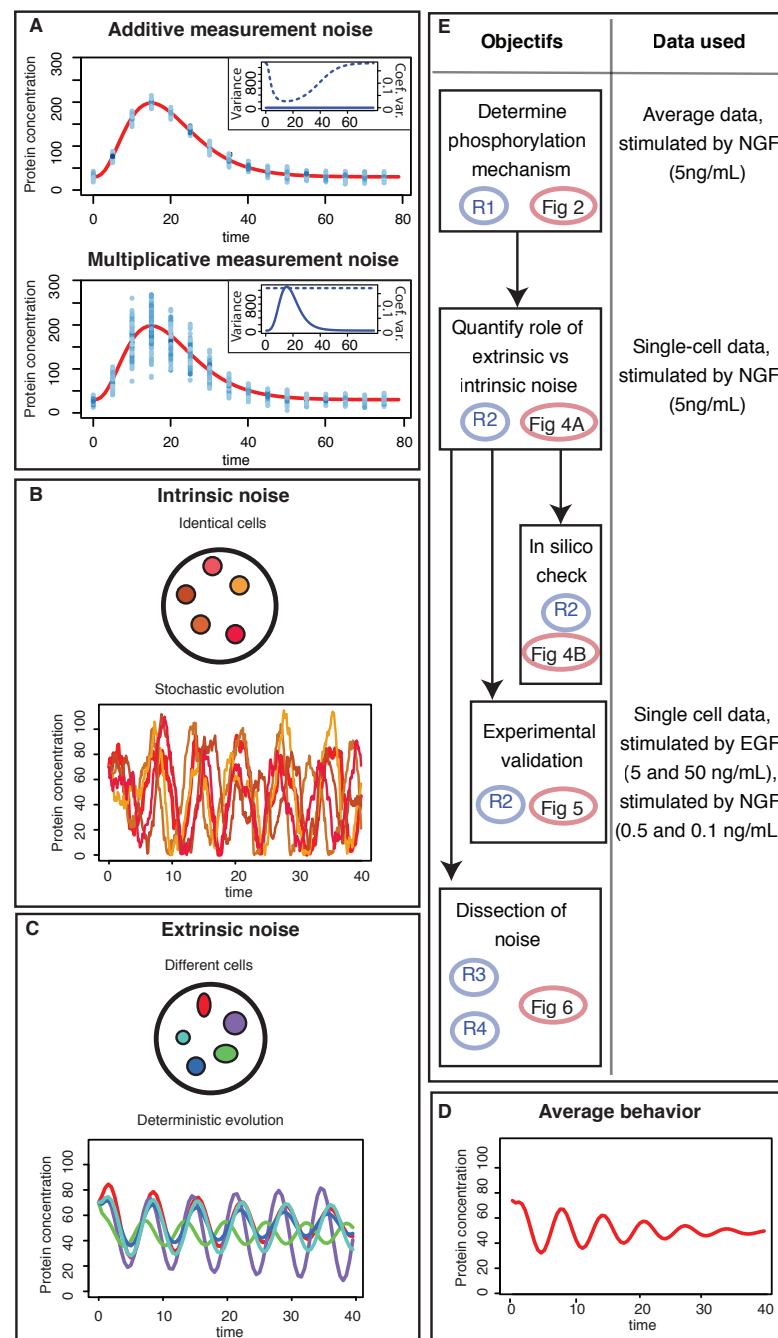 A
Additive measurement noise
Protein concentration
0
100
200
300
0
20
40
60
80
time
Variance
0
800
Coef. var.
0
0.1
0
20
40
60
Multiplicative measurement noise
Protein concentration
0
100
200
300
0
20
40
60
80
time
Variance
0
800
Coef. var.
0
0.1
0
20
40
60
B
Intrinsic noise
Identical cells
Stochastic evolution
Protein concentration
0
20
40
60
80
100
0
10
20
30
40
time
C
Extrinsic noise
Different cells
Deterministic evolution
Protein concentration
0
20
40
60
80
100
0
10
20
30
40
time
E
Objectifs
Data used
Determine
phosphorylation
mechanism
R1
Fig 2
Average data,
stimulated by NGF
(5ng/mL)
Quantify role of
extrinsic vs
intrinsic noise
R2
Fig 4A
Single-cell data,
stimulated by NGF
(5ng/mL)
In silico
check
R2
Fig 4B
Experimental
validation
R2
Fig 5
Single cell data,
stimulated by EGF
(5 and 50 ng/mL),
stimulated by NGF
(0.5 and 0.1 ng/mL
Dissection of
noise
R3
R4
Fig 6
D
Average behavior
Protein concentration
0
20
40
60
80
100
0
10
20
30
40
time